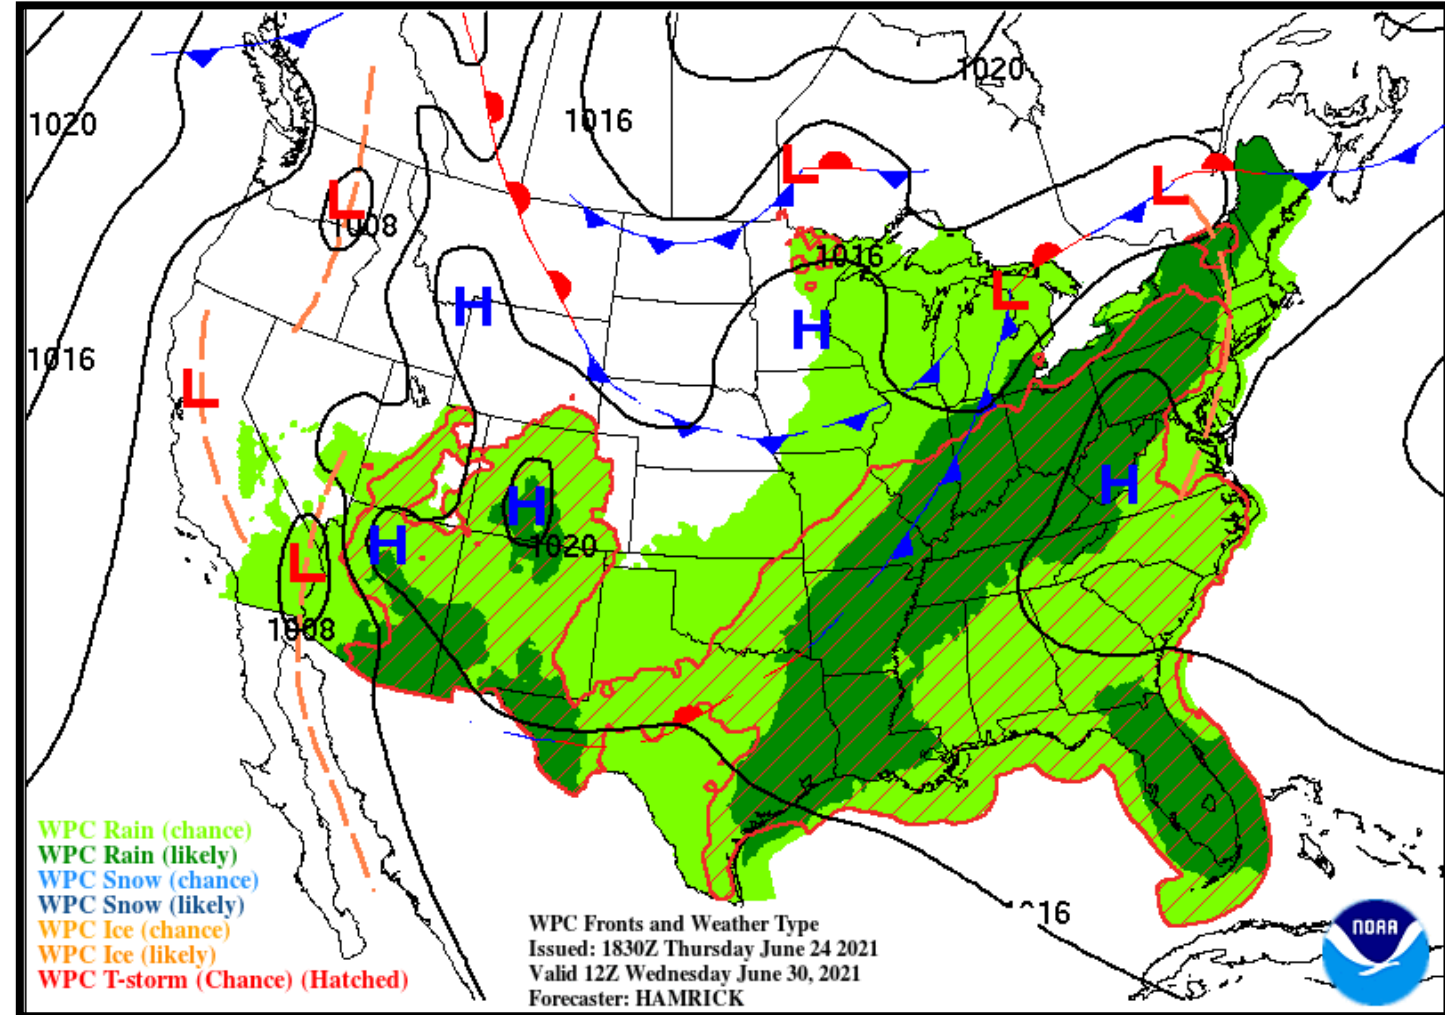 1020
1016
1020
1008
1016
1016
1020
1008
WPC Rain (chance)
WPC Rain (likely)
WPC Snow (chance)
WPC Snow (likely)
WPC Ice (chance)
WPC Ice (likely)
WPC T-storm (Chance) (Hatched)
WPC Fronts and Weather Type
Issued: 1830Z Thursday June 24 2021
Valid 12Z Wednesday June 30, 2021
Forecaster: HAMRICK
L
L
L
L
H
L
H
L
H
H
H
L
NOAA